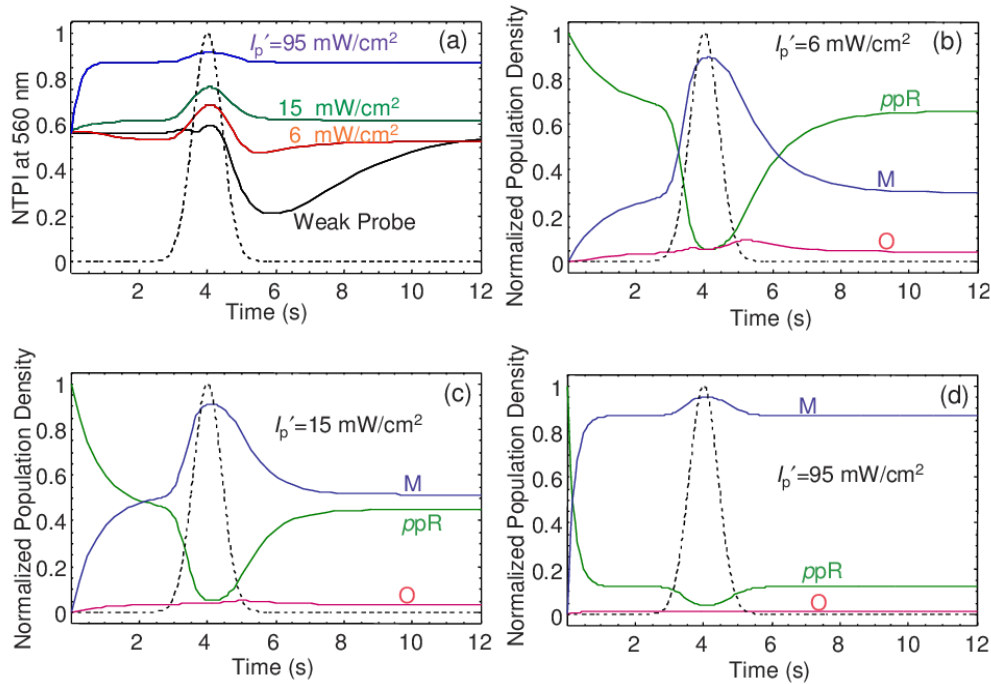 (a)
Iₚ′=95 mW/cm²
15 mW/cm²
6 mW/cm²
Weak Probe
NTPI at 560 nm
1
0.8
0.6
0.4
0.2
0
0 2 4 6 8 10 12
Time (s)
(b)
Iₚ′=6 mW/cm²
ppR
M
O
Normalized Population Density
1
0.8
0.6
0.4
0.2
0
0 2 4 6 8 10 12
Time (s)
(c)
Iₚ′=15 mW/cm²
M
ppR
O
Normalized Population Density
1
0.8
0.6
0.4
0.2
0
0 2 4 6 8 10 12
Time (s)
(d)
M
Iₚ′=95 mW/cm²
ppR
O
Normalized Population Density
1
0.8
0.6
0.4
0.2
0
0 2 4 6 8 10 12
Time (s)